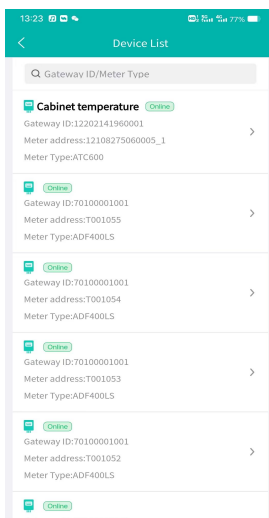 13:23 77%
Device List
Gateway ID/Meter Type
Cabinet temperature Online
Gateway ID:12202141960001
Meter address:12108275060005_1
Meter Type:ATC600
Online
Gateway ID:70100001001
Meter address:T001055
Meter Type:ADF400LS
Online
Gateway ID:70100001001
Meter address:T001054
Meter Type:ADF400LS
Online
Gateway ID:70100001001
Meter address:T001053
Meter Type:ADF400LS
Online
Gateway ID:70100001001
Meter address:T001052
Meter Type:ADF400LS
Online